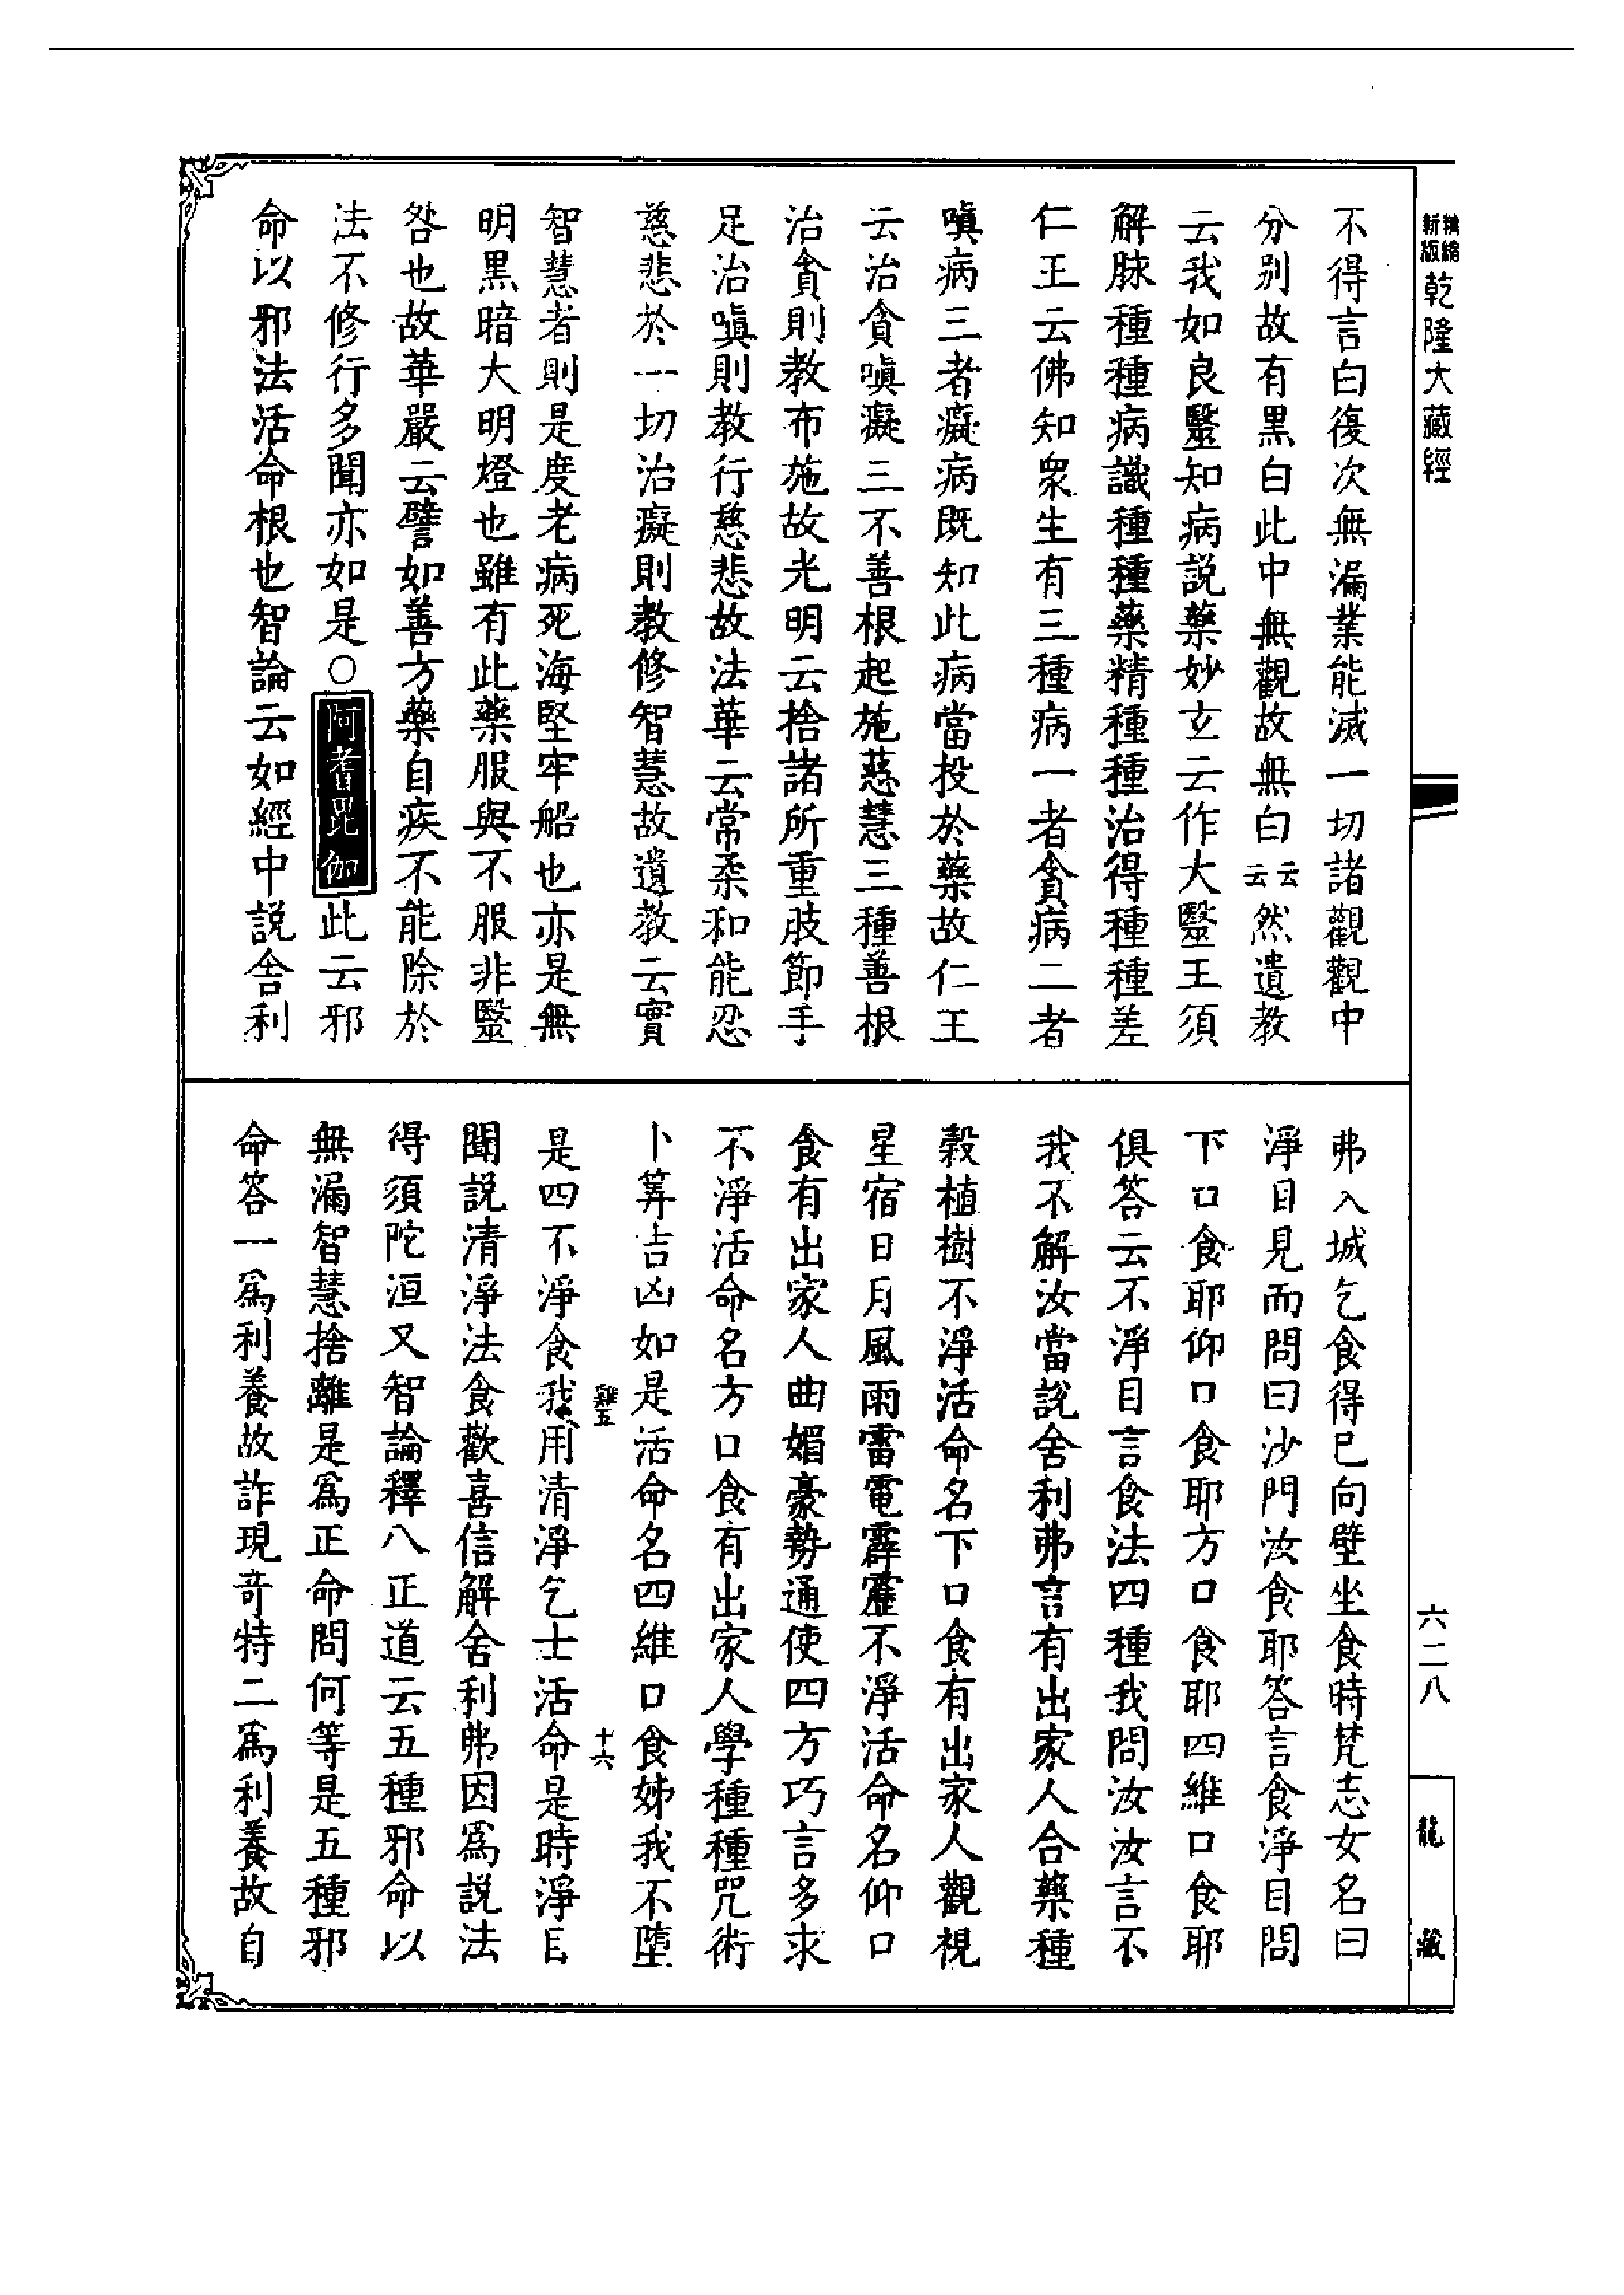 精縮
新版
乾隆大藏經
不得言白復次無漏業能滅一切諸觀觀中
分别故有黒白此中無觀故無白云云然遺教
云我如良毉知病説藥妙玄云作大毉王須
解脉種種病識種種藥精種種治得種種差
仁王云佛知衆生有三種病一者貪病二者
嗔病三者癡病既知此病當投於藥故仁王
云治貪嗔癡三不善根起施慈慧三種善根
治貪則教布施故光明云捨諸所重肢節手
足治嗔則教行慈悲故法華云常柔和能忍
慈悲於一切治癡則教修智慧故遺教云實
智慧者則是度老病死海堅牢船也亦是無
明黒暗大明燈也雖有此藥服與不服非毉
咎也故華嚴云譬如善方藥自疾不能除於
法不修行多聞亦如是○阿耆毘伽此云邪
命以邪法活命根也智論云如經中説舍利
弗入城乞食得已向壁坐食時梵志女名曰
淨目見而問曰沙門汝食耶答言食淨目問
下口食耶仰口食耶方口食耶四維口食耶
俱答云不淨目言食法四種我問汝汝言不
我不解汝當説舍利弗言有出家人合藥種
穀植樹不淨活命名下口食有出家人觀視
星宿日月風雨雷電霹靂不淨活命名仰口
食有出家人曲媚豪勢通使四方巧言多求
不淨活命名方口食有出家人學種種咒術
卜筭吉凶如是活命名四維口食姊我不墮
雞五
十六
是四不淨食我用清淨乞士活命是時淨目
聞説清淨法食歡喜信解舍利弗因爲説法
得須陀洹又智論釋八正道云五種邪命以
無漏智慧捨離是爲正命問何等是五種邪
命答一爲利養故詐現奇特二爲利養故自
六二八
龍藏